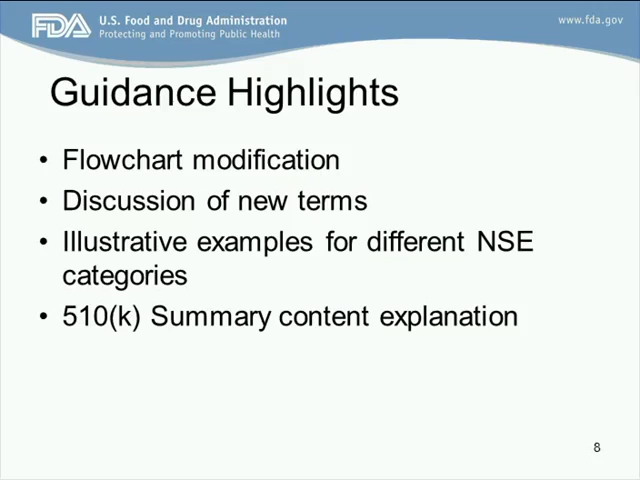 FDA U.S. Food and Drug Administration
Protecting and Promoting Public Health
www.fda.gov
Guidance Highlights
• Flowchart modification
• Discussion of new terms
• Illustrative examples for different NSE
categories
• 510(k) Summary content explanation
8